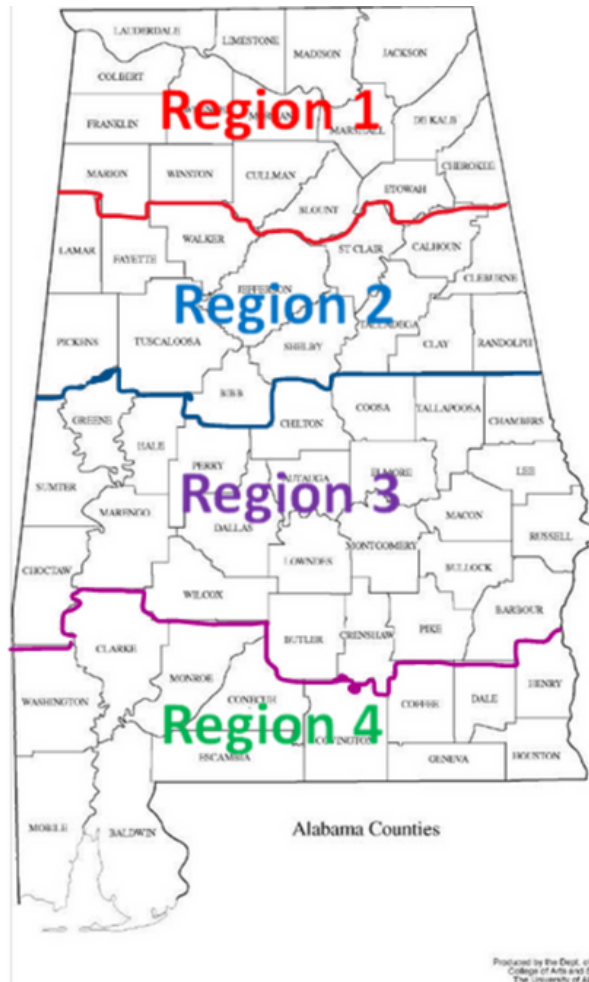 LAUDERDALE
LIMESTONE
MADISON
JACKSON
COLBERT
Region 1
FRANKLIN
MARSHALL
DE KALB
CHEROKEE
MARION
WINSTON
CULLMAN
ETOWAH
BLOUNT
LAMAR
FAYETTE
WALKER
ST CLAIR
CALHOUN
CLEBURNE
JEFFERSON
Region 2
PICKENS
TUSCALOOSA
SHELBY
TALLADEGA
CLAY
RANDOLPH
BIBB
GREENE
HALE
CHILTON
COOSA
TALLAPOOSA
CHAMBERS
PERRY
AUTAUGA
ELMORE
LEE
SUMTER
Region 3
MARENGO
DALLAS
MACON
RUSSELL
LOWNDES
MONTGOMERY
BULLOCK
CHOCTAW
WILCOX
BARBOUR
BUTLER
CRENSHAW
PIKE
CLARKE
MONROE
WASHINGTON
CONECUH
COFFEE
DALE
HENRY
Region 4
COVINGTON
ESCAMBIA
GENEVA
HOUSTON
MOBILE
BALDWIN
Alabama Counties
Produced by the Dept. o
College of Arts and S
The University of Al